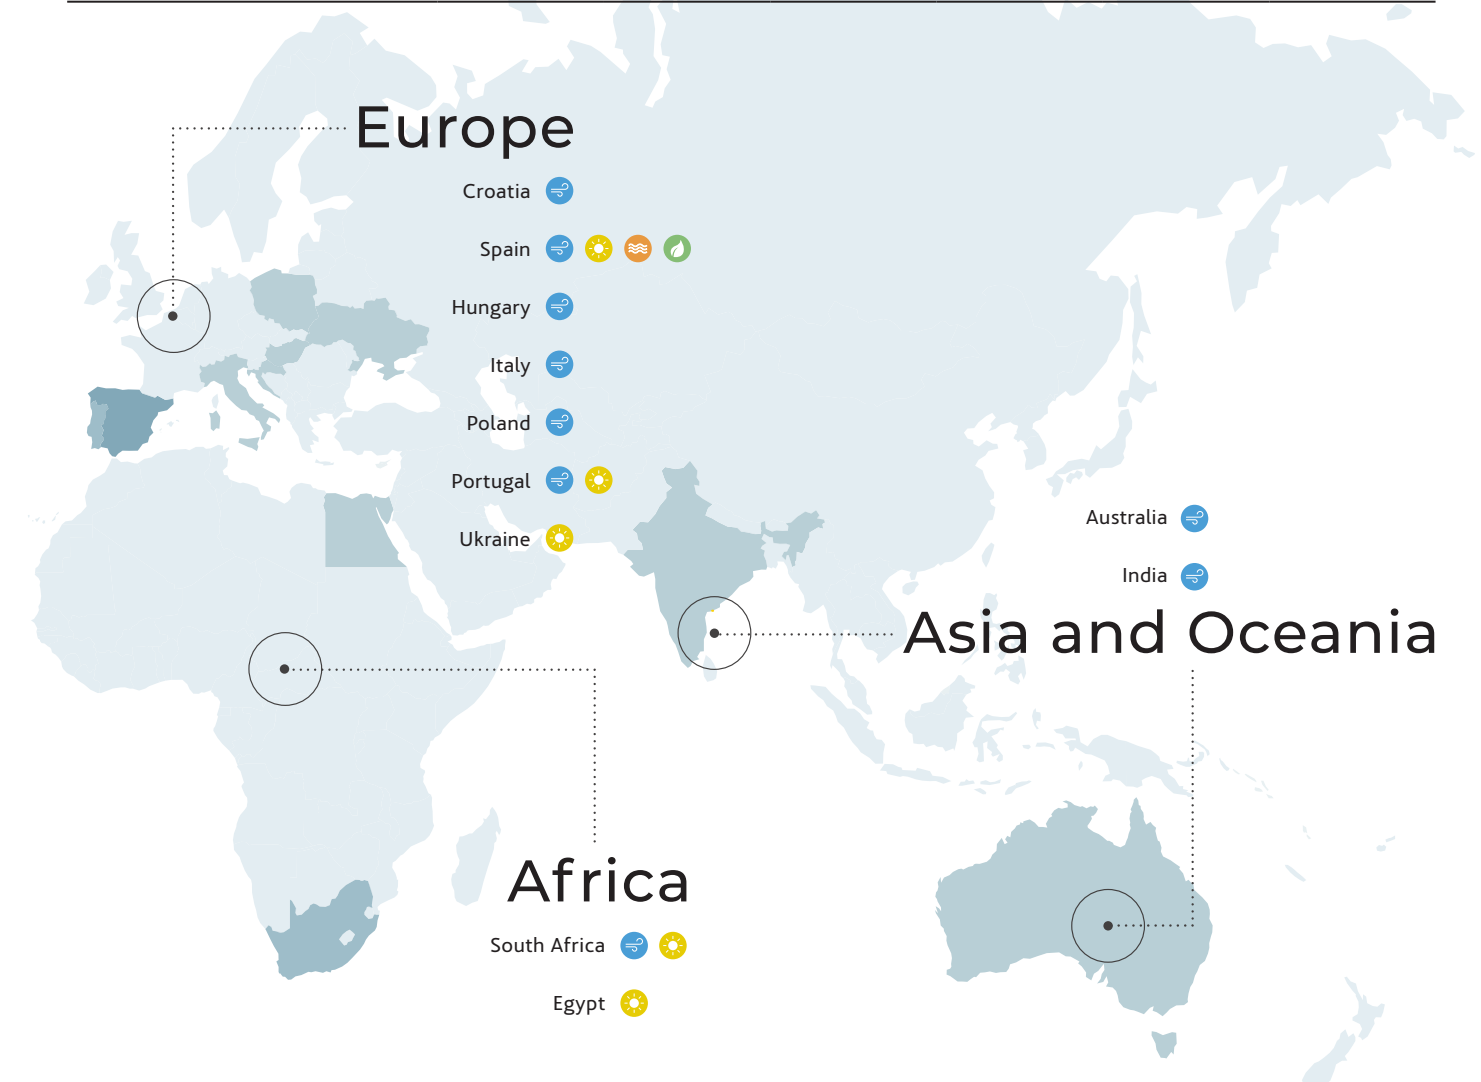 Europe
Croatia
Spain
Hungary
Italy
Poland
Portugal
Ukraine
Australia
India
Asia and Oceania
Africa
South Africa
Egypt